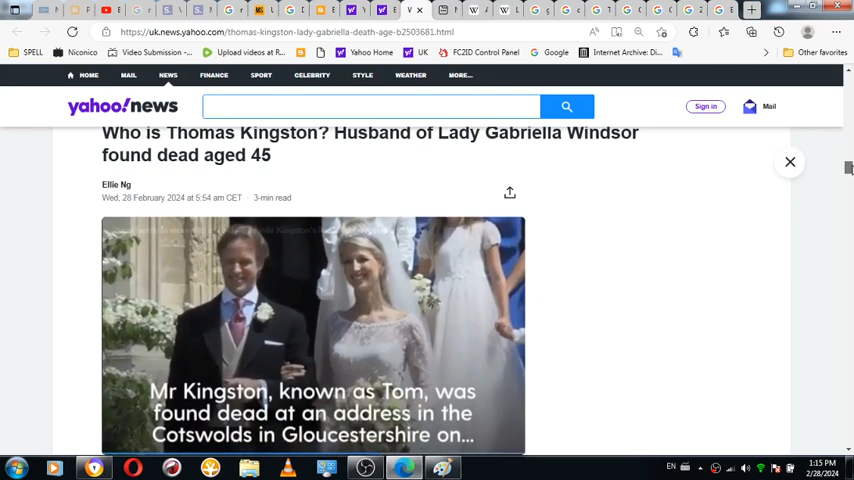 https://uk.news.yahoo.com/thomas-kingston-lady-gabriella-death-age-b2503681.html
SPELL
Niconico
Video Submission -...
Upload videos at R...
Yahoo Home
UK
FC2ID Control Panel
Google
Internet Archive: Di...
Other favorites
HOME
MAIL
NEWS
FINANCE
SPORT
CELEBRITY
STYLE
WEATHER
MORE...
yahoo!news
Sign in
Mail
Who is Thomas Kingston? Husband of Lady Gabriella Windsor
found dead aged 45
Ellie Ng
Wed, 28 February 2024 at 5:54 am CET · 3-min read
Mr Kingston, known as Tom, was
found dead at an address in the
Cotswolds in Gloucestershire on...
EN
1:15 PM
2/28/2024